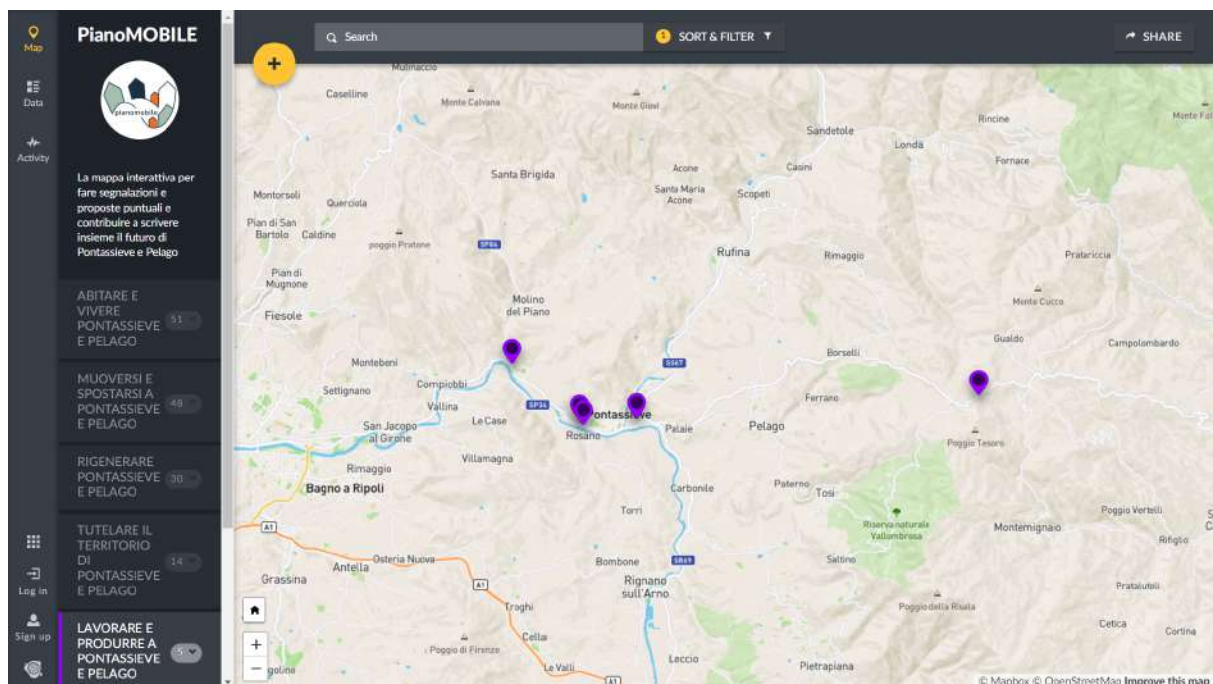 Map
Data
Activity
Log in
Sign up
PianoMOBILE
pianomobile
La mappa interattiva per
fare segnalazioni e
proposte puntuali e
contribuire a scrivere
insieme il futuro di
Pontassieve e Pelago
ABITARE E
VIVERE
PONTASSIEVE
E PELAGO
51
MUOVERSI E
SPOSTARSI A
PONTASSIEVE
E PELAGO
48
RIGENERARE
PONTASSIEVE
E PELAGO
30
TUTELARE IL
TERRITORIO
DI
PONTASSIEVE
E PELAGO
14
LAVORARE E
PRODURRE A
PONTASSIEVE
E PELAGO
5
+
Search
1 SORT & FILTER
SHARE
Mulinaccio
Caselline
Monte Calvana
Monte Giovi
Rincine
Sandetole
Londa
Fornace
Santa Brigida
Acone
Casini
Montorsoli
Querciola
Santa Maria
Acone
Scopeti
Pian di San
Bartolo
Caldine
poggio Pratone
SP84
Rufina
Rimaggio
Pratariccia
Pian di
Mugnone
Molino
del Piano
Monte Cucco
Fiesole
Gualdo
Campolombardo
Montebeni
Borselli
SS67
Settignano
Compiobbi
Vallina
Le Case
SP34
Pontassieve
Ferrano
San Jacopo
al Girone
Rosano
Palaie
Pelago
Poggio Tesoro
Rimaggio
Villamagna
Bagno a Ripoli
Carbonile
Paterno
Tosi
Torri
Riserva naturale
Vallombrosa
Montemignaio
Poggio Vertelli
Rifiglio
A1
Antella
Osteria Nuova
Bombone
SR69
Saltino
Grassina
A1
Rignano
sull'Arno
Pratalutoli
Troghi
Poggio della Risala
Cetica
Cortina
Cellai
Poggio di Firenze
Leccio
Le Valli
Pietrapiana
A1
+
−
© Mapbox © OpenStreetMap Improve this map